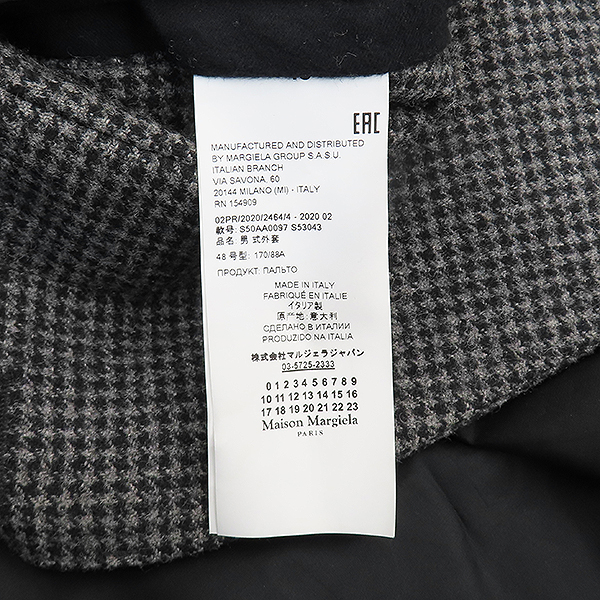 EAC
MANUFACTURED AND DISTRIBUTED
BY MARGIELA GROUP S.A.S.U.
ITALIAN BRANCH
VIA SAVONA, 60
20144 MILANO (MI) - ITALY
RN 154909
02PR/2020/2464/4 - 2020 02
款号: S50AA0097 S53043
品名: 男 式外套
48 号型: 170/88A
ПРОДУКТ: ПАЛЬТО
MADE IN ITALY
FABRIQUÉ EN ITALIE
イタリア製
原产地: 意大利
СДЕЛАНО В ИТАЛИИ
PRODUZIDO NA ITALIA
株式会社マルジェラジャパン
03-5725-2333
0 1 2 3 4 5 6 7 8 9
10 11 12 13 14 15 16
17 18 19 20 21 22 23
Maison Margiela
PARIS